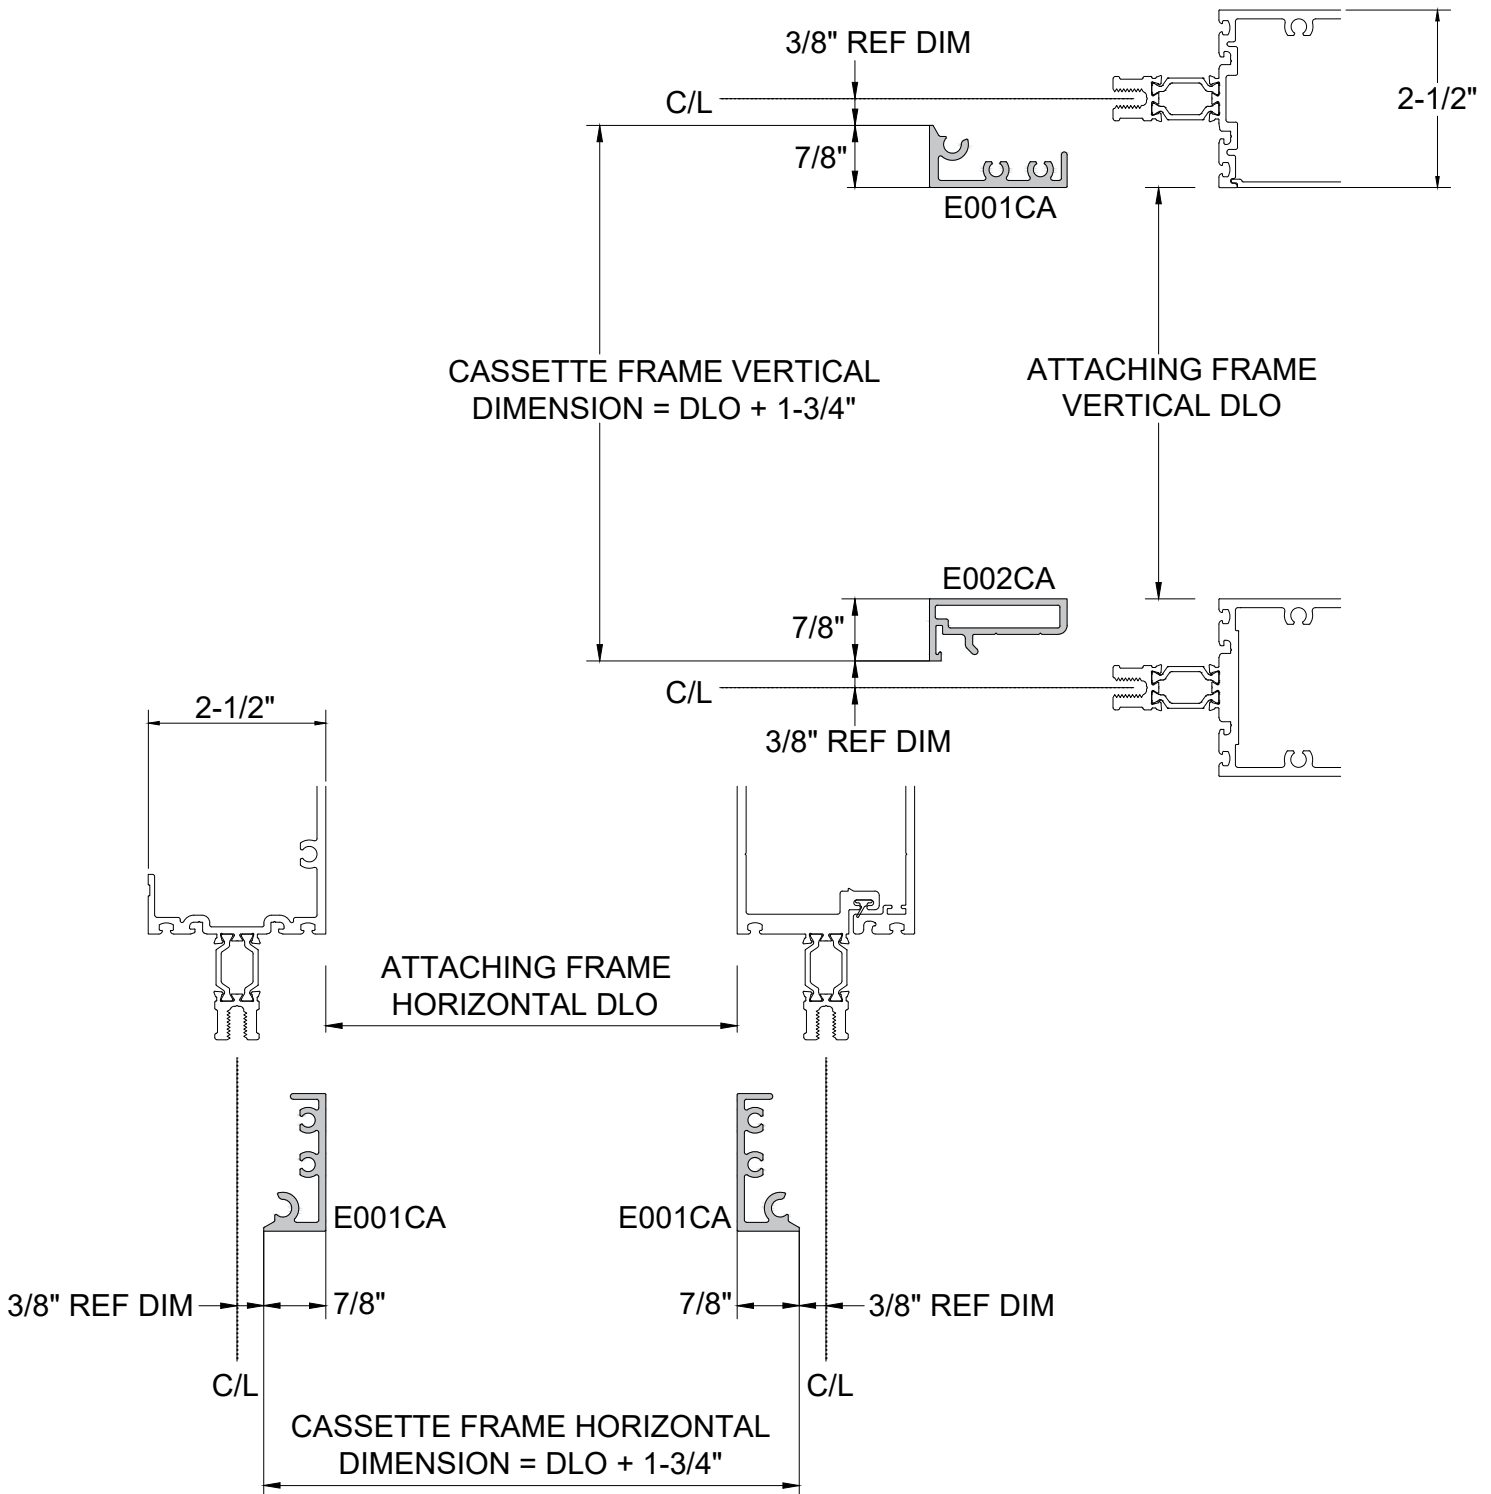 3/8" REF DIM
C/L
2-1/2"
7/8"
E001CA
CASSETTE FRAME VERTICAL
DIMENSION = DLO + 1-3/4"
ATTACHING FRAME
VERTICAL DLO
E002CA
7/8"
C/L
3/8" REF DIM
2-1/2"
ATTACHING FRAME
HORIZONTAL DLO
E001CA
E001CA
3/8" REF DIM
7/8"
7/8"
3/8" REF DIM
C/L
C/L
CASSETTE FRAME HORIZONTAL
DIMENSION = DLO + 1-3/4"